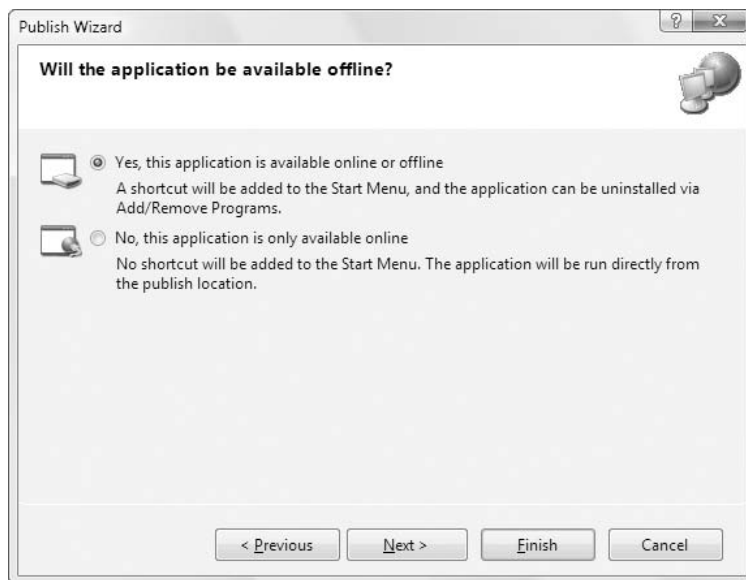 Publish Wizard
Will the application be available offline?
Yes, this application is available online or offline
A shortcut will be added to the Start Menu, and the application can be uninstalled via
Add/Remove Programs.
No, this application is only available online
No shortcut will be added to the Start Menu. The application will be run directly from
the publish location.
< Previous
Next >
Finish
Cancel